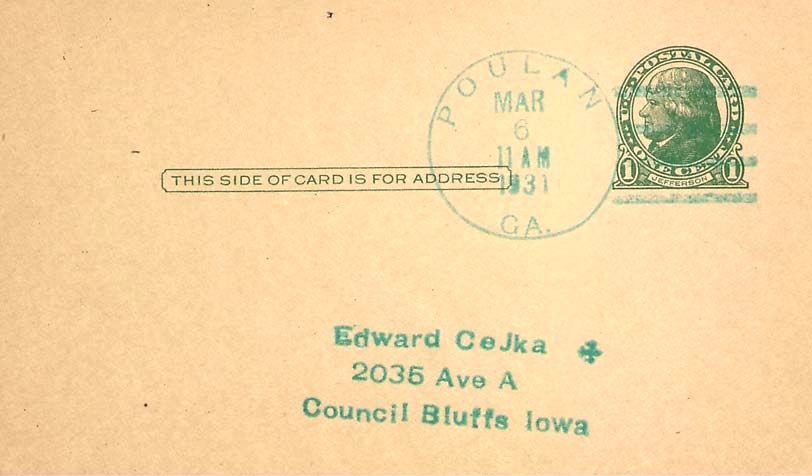 U.S. POSTAL CARD
POULAN
MAR
6
11 AM
1931
GA.
1 ONE CENT 1
JEFFERSON
THIS SIDE OF CARD IS FOR ADDRESS
Edward CeJka
2035 Ave A
Council Bluffs Iowa